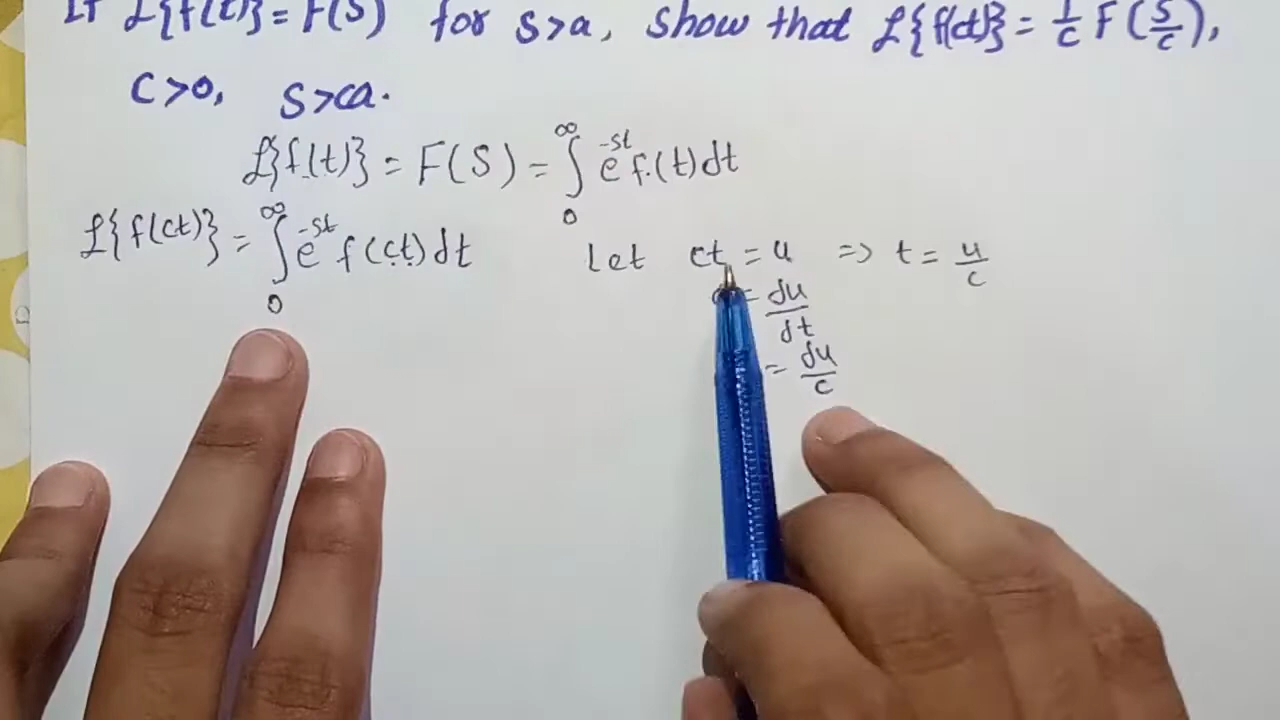 If ℒ{f(t)} = F(S) for s>a, show that ℒ{f(ct)} = 1/c F(s/c),
c>0, s>ca.
ℒ{f(t)} = F(S) = ∫₀^∞ e^{-st} f(t)dt
ℒ{f(ct)} = ∫₀^∞ e^{-st} f(ct)dt
Let ct = u => t = u/c
= du/dt
= du/c